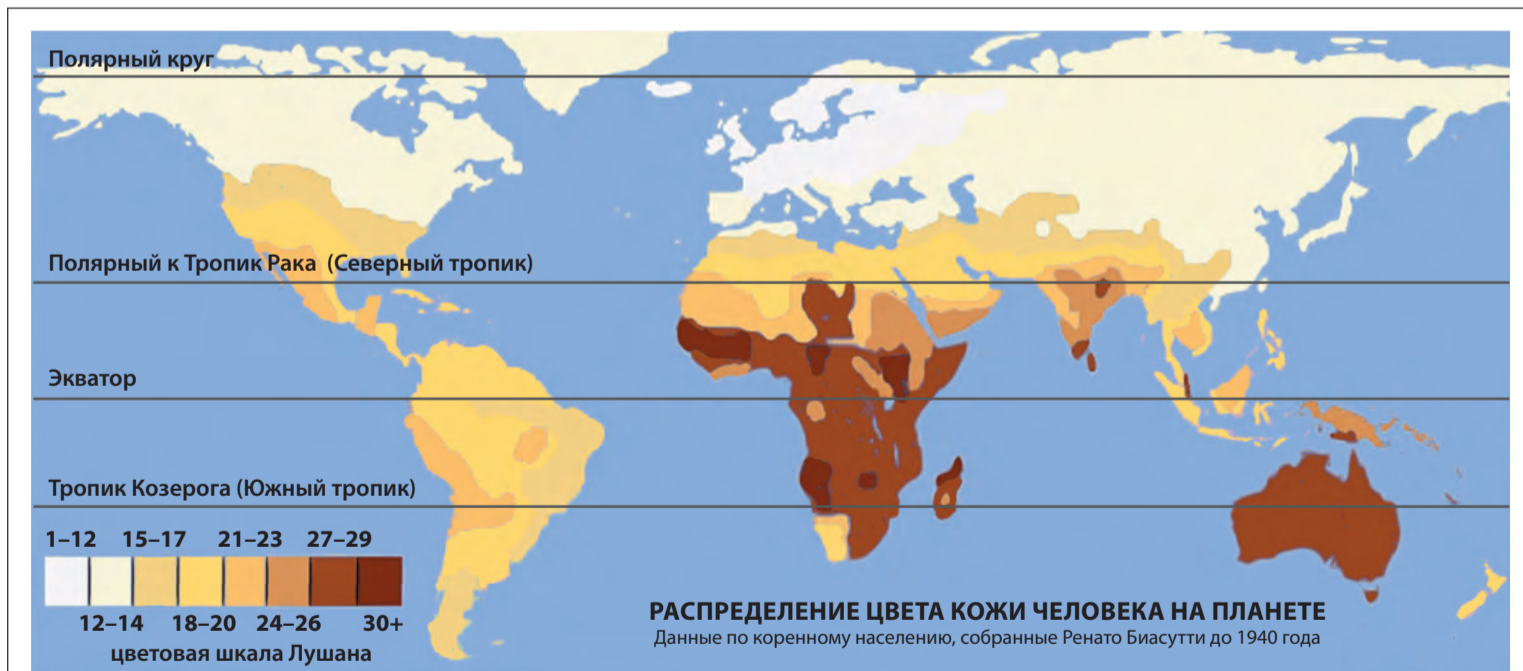 Полярный круг
Полярный к Тропик Рака (Северный тропик)
Экватор
Тропик Козерога (Южный тропик)
1–12 15–17 21–23 27–29
12–14 18–20 24–26 30+
цветовая шкала Лушана
РАСПРЕДЕЛЕНИЕ ЦВЕТА КОЖИ ЧЕЛОВЕКА НА ПЛАНЕТЕ
Данные по коренному населению, собранные Ренато Биасутти до 1940 года